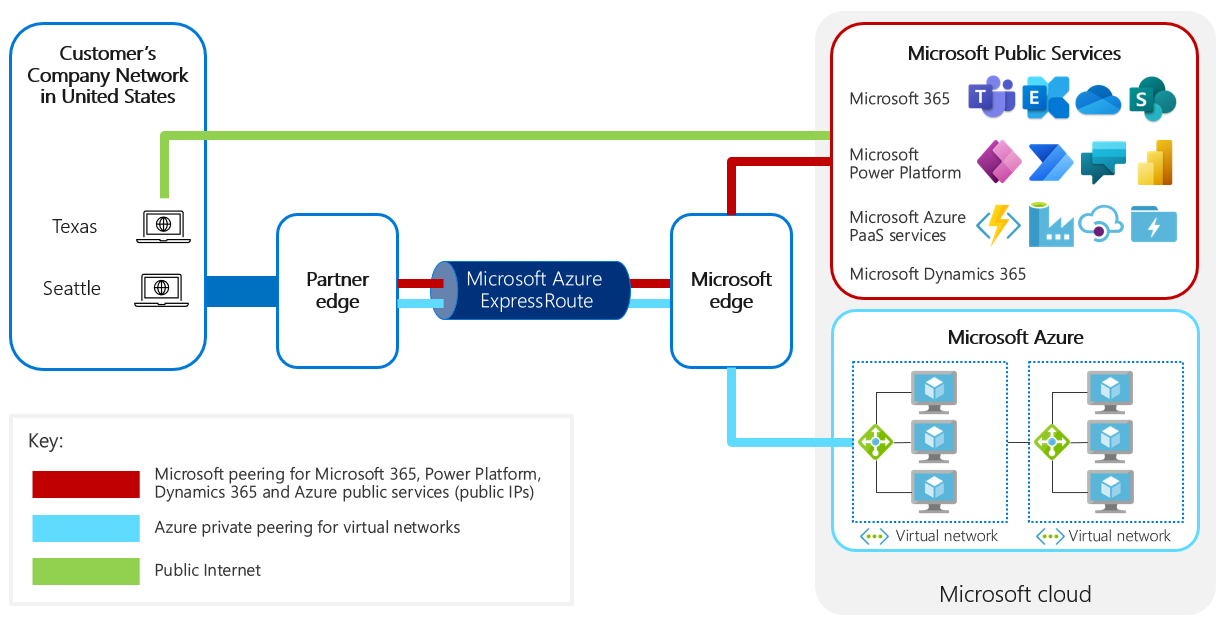 Customer's
Company Network
in United States
Texas
Seattle
Partner
edge
Microsoft Azure
ExpressRoute
Microsoft
edge
Microsoft Public Services
Microsoft 365
T
E
S
Microsoft
Power Platform
Microsoft Azure
PaaS services
Microsoft Dynamics 365
Microsoft Azure
Virtual network
Virtual network
Microsoft cloud
Key:
Microsoft peering for Microsoft 365, Power Platform,
Dynamics 365 and Azure public services (public IPs)
Azure private peering for virtual networks
Public Internet